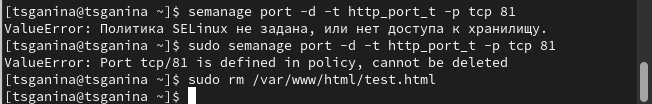 [tsganina@tsganina ~]$ semanage port -d -t http_port_t -p tcp 81
ValueError: Политика SELinux не задана, или нет доступа к хранилищу.
[tsganina@tsganina ~]$ sudo semanage port -d -t http_port_t -p tcp 81
ValueError: Port tcp/81 is defined in policy, cannot be deleted
[tsganina@tsganina ~]$ sudo rm /var/www/html/test.html
[tsganina@tsganina ~]$